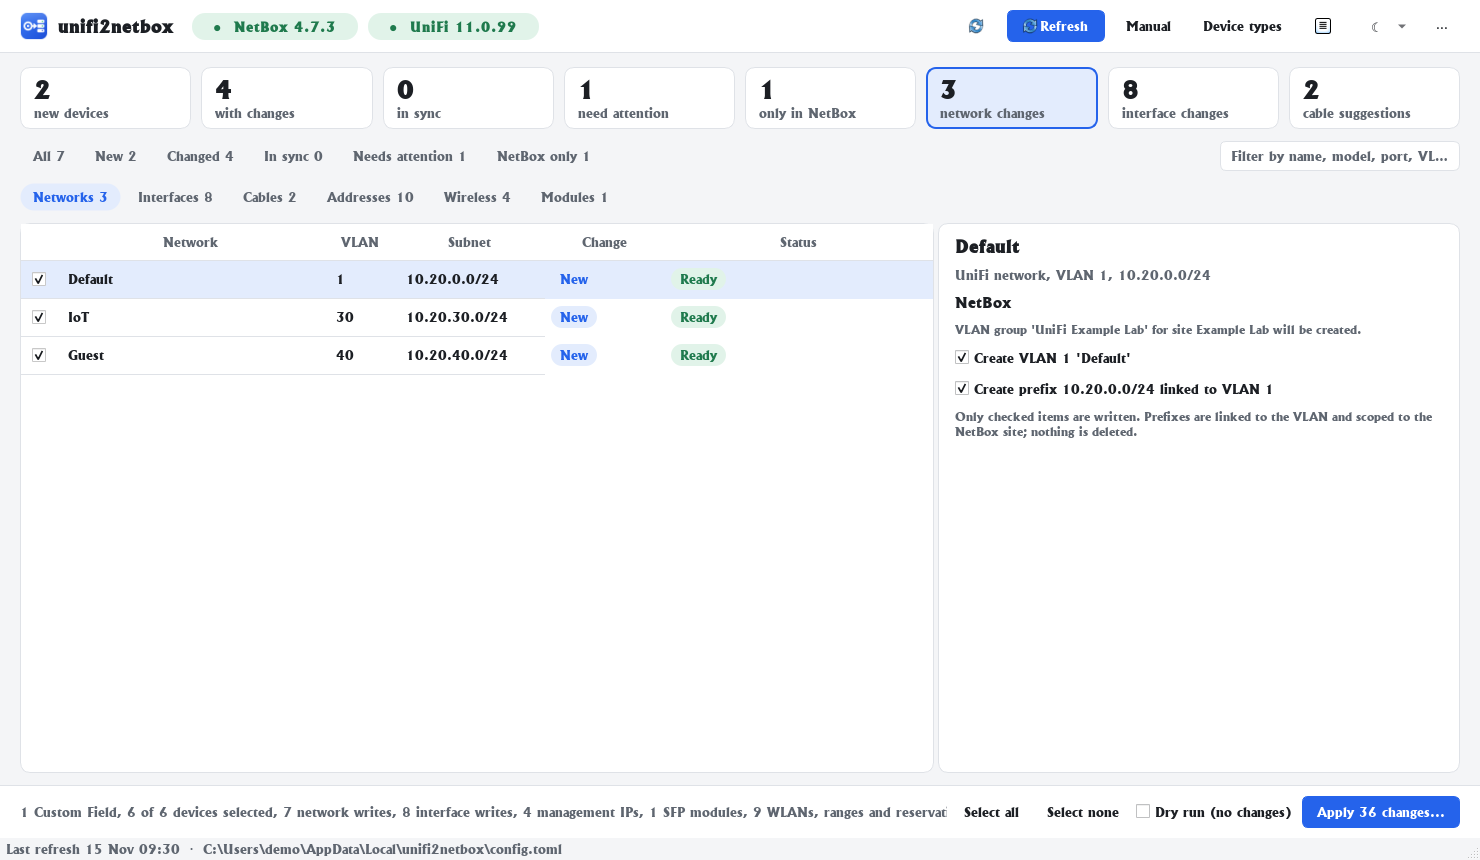 unifi2netbox
● NetBox 4.7.3
● UniFi 11.0.99
Refresh
Manual
Device types
...
2
new devices
4
with changes
0
in sync
1
need attention
1
only in NetBox
3
network changes
8
interface changes
2
cable suggestions
All 7
New 2
Changed 4
In sync 0
Needs attention 1
NetBox only 1
Filter by name, model, port, VL...
Networks 3
Interfaces 8
Cables 2
Addresses 10
Wireless 4
Modules 1
Network VLAN Subnet Change Status
Default 1 10.20.0.0/24 New Ready
IoT 30 10.20.30.0/24 New Ready
Guest 40 10.20.40.0/24 New Ready
Default
UniFi network, VLAN 1, 10.20.0.0/24
NetBox
VLAN group 'UniFi Example Lab' for site Example Lab will be created.
Create VLAN 1 'Default'
Create prefix 10.20.0.0/24 linked to VLAN 1
Only checked items are written. Prefixes are linked to the VLAN and scoped to the
NetBox site; nothing is deleted.
1 Custom Field, 6 of 6 devices selected, 7 network writes, 8 interface writes, 4 management IPs, 1 SFP modules, 9 WLANs, ranges and
Select all
Select none
Dry run (no changes)
Apply 36 changes...
Last refresh 15 Nov 09:30 · C:\Users\demo\AppData\Local\unifi2netbox\config.toml